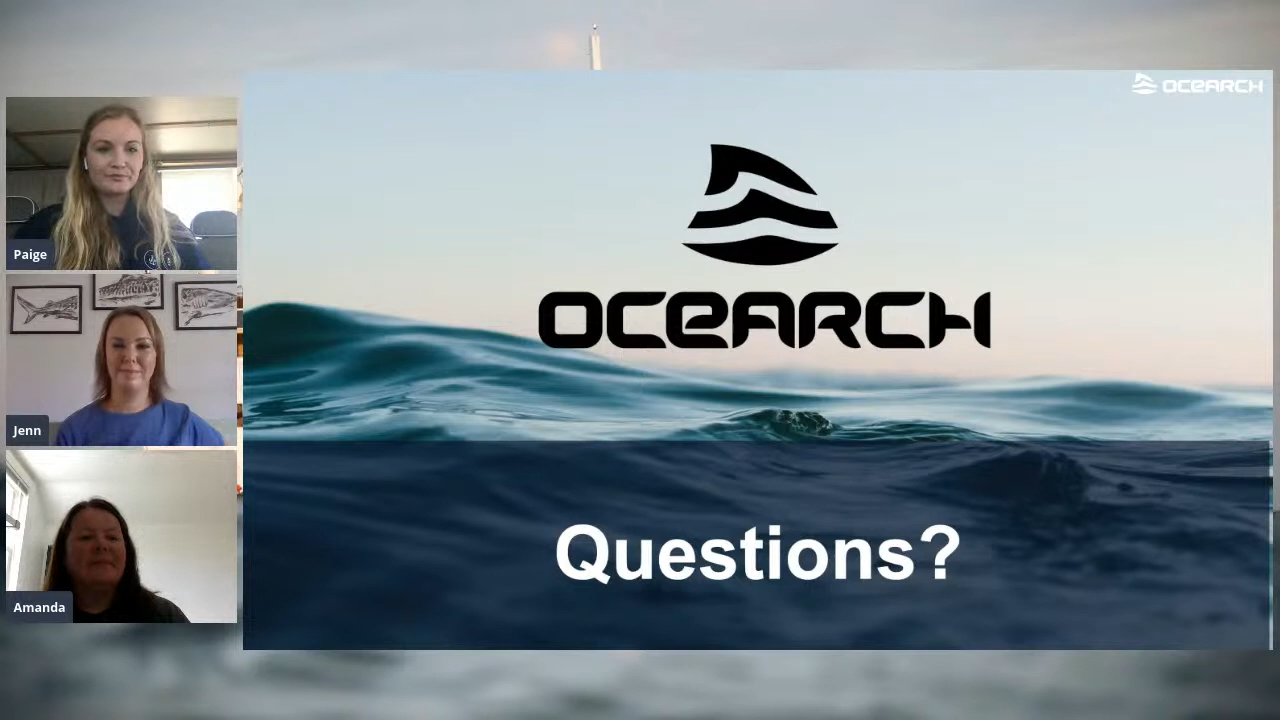 OCEARCH
Paige
OCEARCH
Jenn
Questions?
Amanda